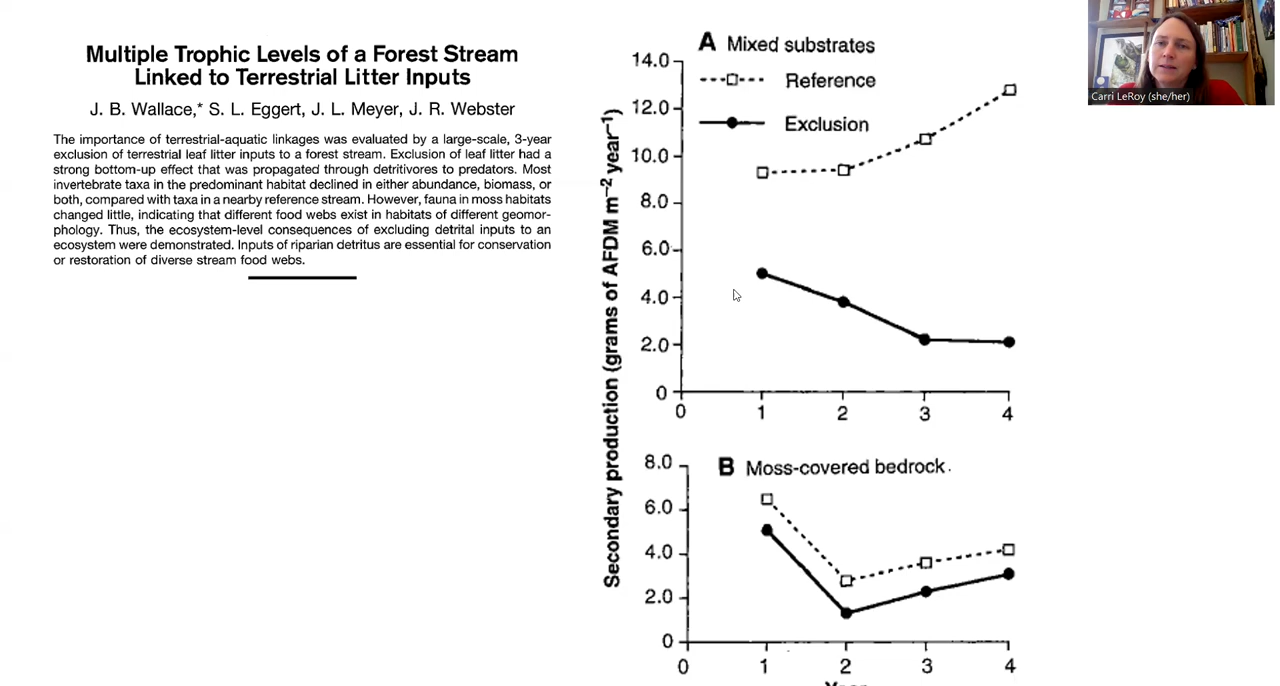 Multiple Trophic Levels of a Forest Stream
Linked to Terrestrial Litter Inputs
J. B. Wallace,* S. L. Eggert, J. L. Meyer, J. R. Webster
The importance of terrestrial-aquatic linkages was evaluated by a large-scale, 3-year
exclusion of terrestrial leaf litter inputs to a forest stream. Exclusion of leaf litter had a
strong bottom-up effect that was propagated through detritivores to predators. Most
invertebrate taxa in the predominant habitat declined in either abundance, biomass, or
both, compared with taxa in a nearby reference stream. However, fauna in moss habitats
changed little, indicating that different food webs exist in habitats of different geomor-
phology. Thus, the ecosystem-level consequences of excluding detrital inputs to an
ecosystem were demonstrated. Inputs of riparian detritus are essential for conservation
or restoration of diverse stream food webs.
Secondary production (grams of AFDM m⁻² year⁻¹)
A Mixed substrates
Reference
Exclusion
14.0
12.0
10.0
8.0
6.0
4.0
2.0
0
0 1 2 3 4
B Moss-covered bedrock.
8.0
6.0
4.0
2.0
0
0 1 2 3 4
Carri LeRoy (she/her)